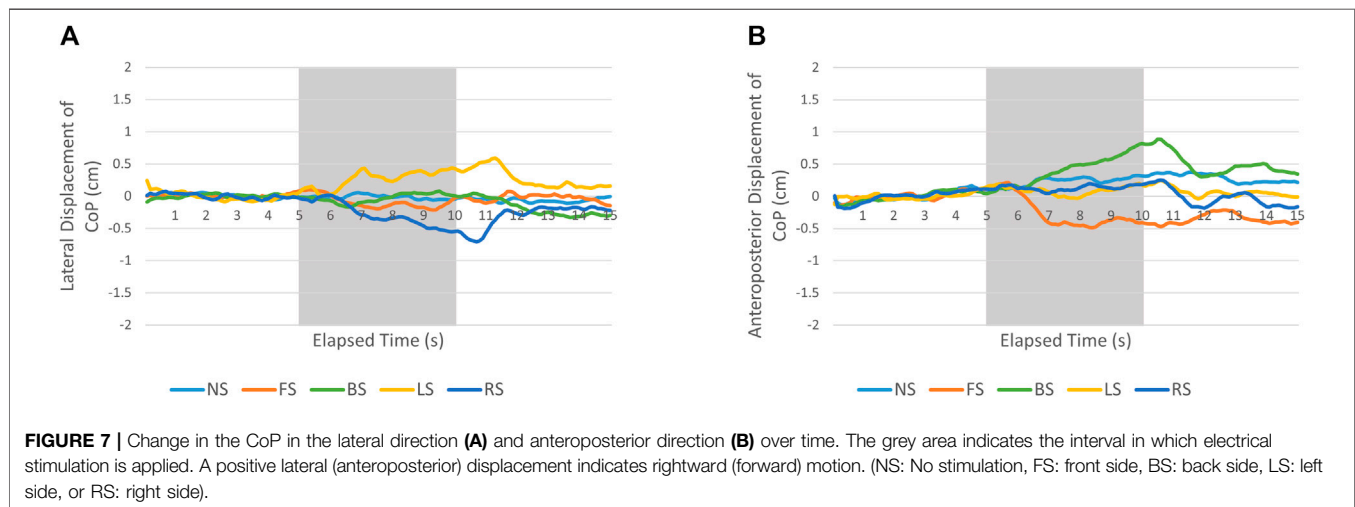 A
Lateral Displacement of
CoP (cm)
2
1.5
1
0.5
0
-0.5
-1
-1.5
-2
1 2 3 4 5 6 7 8 9 10 11 12 13 14 15
Elapsed Time (s)
NS FS BS LS RS
B
Anteroposterior Displacement of
CoP (cm)
2
1.5
1
0.5
0
-0.5
-1
-1.5
-2
1 2 3 4 5 6 7 8 9 10 11 12 13 14 15
Elapsed Time (s)
NS FS BS LS RS
FIGURE 7 | Change in the CoP in the lateral direction (A) and anteroposterior direction (B) over time. The grey area indicates the interval in which electrical
stimulation is applied. A positive lateral (anteroposterior) displacement indicates rightward (forward) motion. (NS: No stimulation, FS: front side, BS: back side, LS: left
side, or RS: right side).